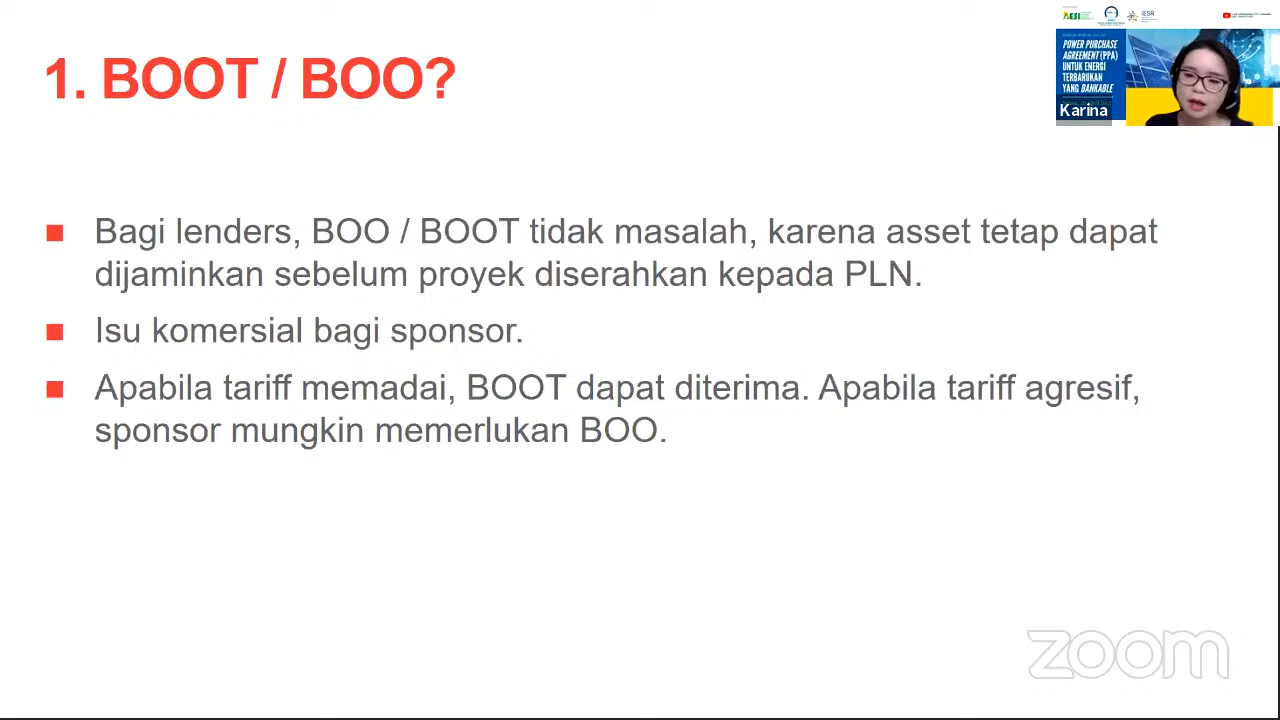 1. BOOT / BOO?
Bagi lenders, BOO / BOOT tidak masalah, karena asset tetap dapat
dijaminkan sebelum proyek diserahkan kepada PLN.
Isu komersial bagi sponsor.
Apabila tariff memadai, BOOT dapat diterima. Apabila tariff agresif,
sponsor mungkin memerlukan BOO.
AESI
IESR
POWER PURCHASE
AGREEMENT (PPA)
UNTUK ENERGI
TERBARUKAN
YANG BANKABLE
Karina
zoom